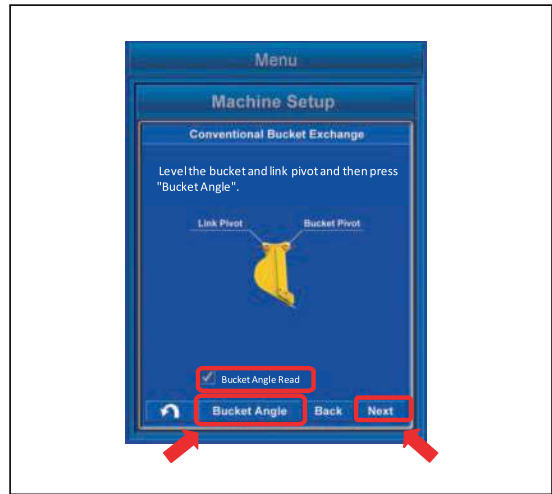 Menu
Machine Setup
Conventional Bucket Exchange
Level the bucket and link pivot and then press
"Bucket Angle".
Link Pivot Bucket Pivot
Bucket Angle Read
Bucket Angle Back Next